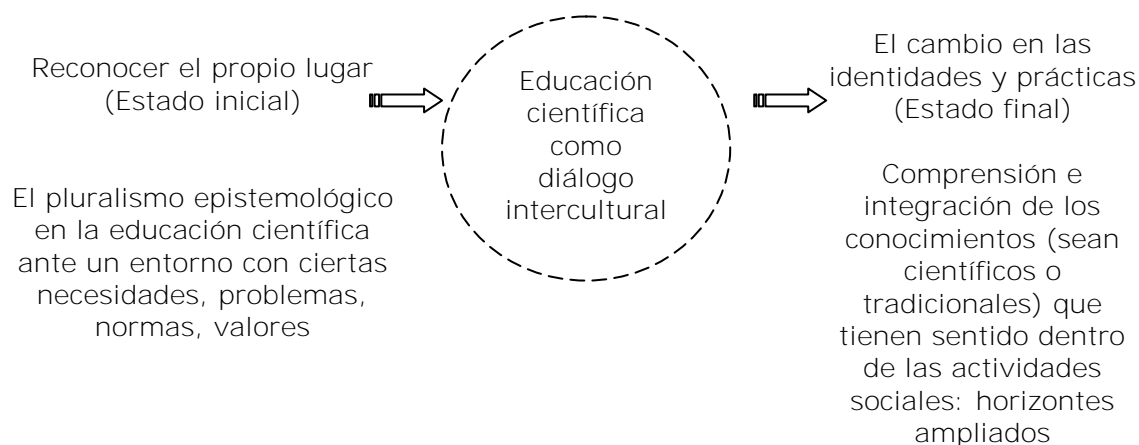 Reconocer el propio lugar
(Estado inicial)
El pluralismo epistemológico
en la educación científica
ante un entorno con ciertas
necesidades, problemas,
normas, valores
Educación
científica
como
diálogo
intercultural
El cambio en las
identidades y prácticas
(Estado final)
Comprensión e
integración de los
conocimientos (sean
científicos o
tradicionales) que
tienen sentido dentro
de las actividades
sociales: horizontes
ampliados